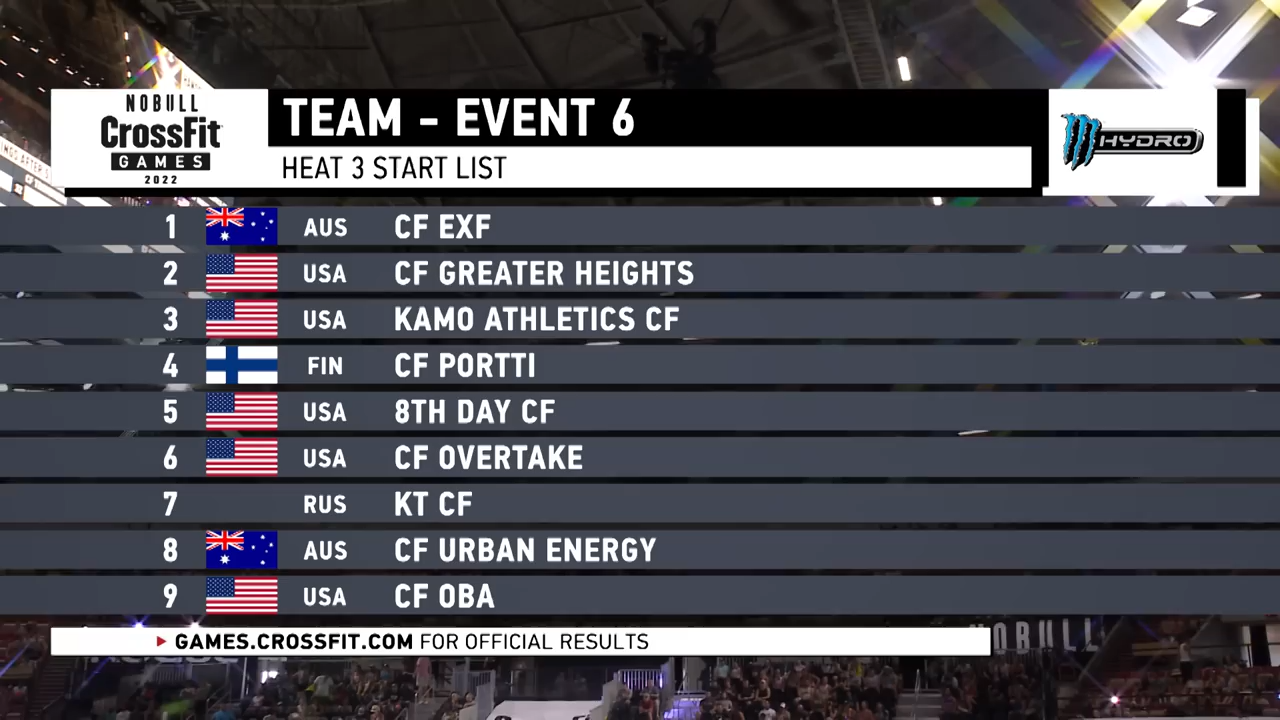 NOBULL
CrossFit
GAMES
2022
TEAM - EVENT 6
HEAT 3 START LIST
HYDRO
1 AUS CF EXF
2 USA CF GREATER HEIGHTS
3 USA KAMO ATHLETICS CF
4 FIN CF PORTTI
5 USA 8TH DAY CF
6 USA CF OVERTAKE
7 RUS KT CF
8 AUS CF URBAN ENERGY
9 USA CF OBA
GAMES.CROSSFIT.COM FOR OFFICIAL RESULTS
NOBULL